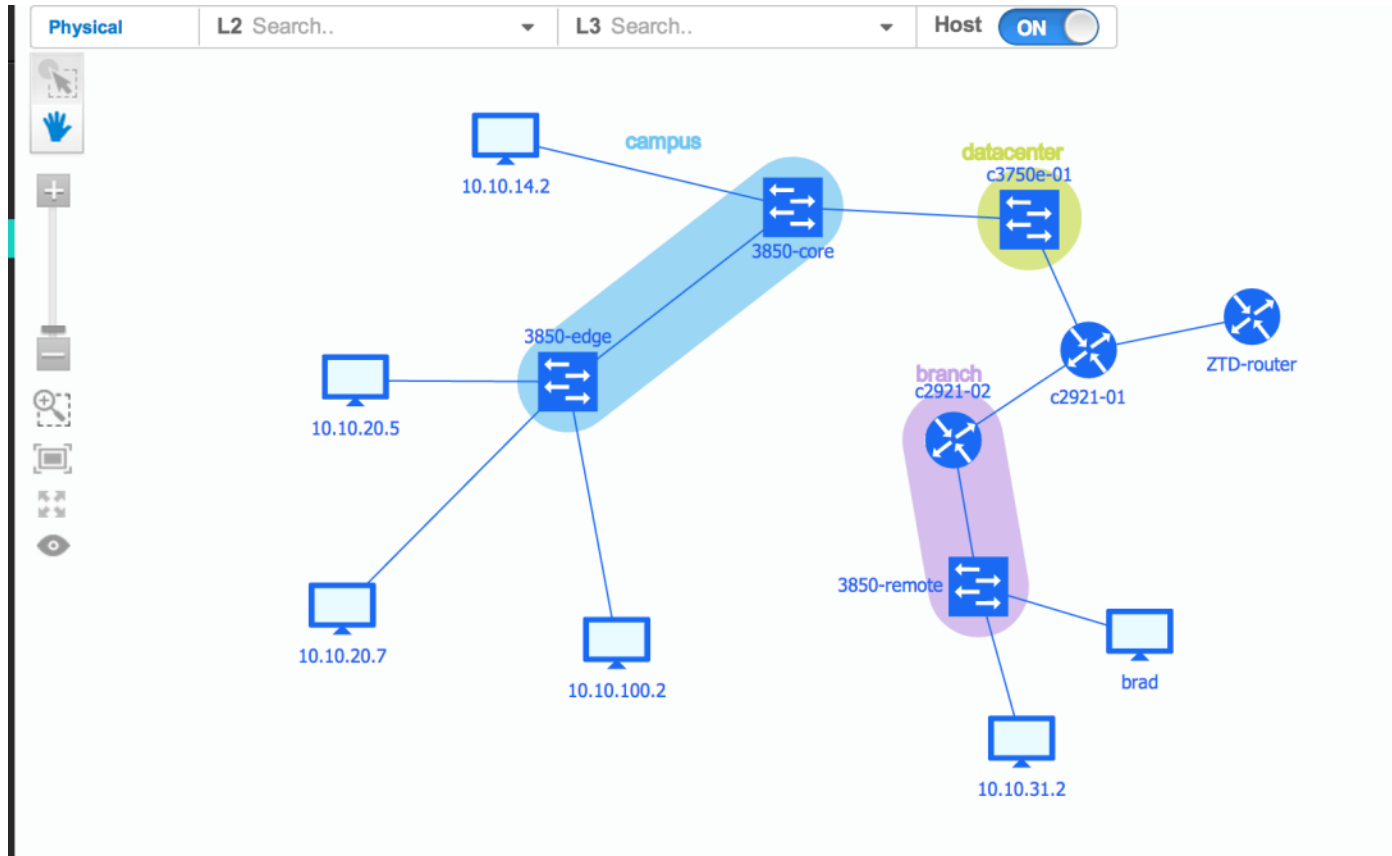 Physical L2 Search.. L3 Search.. Host ON
campus
datacenter
c3750e-01
10.10.14.2
3850-core
3850-edge
ZTD-router
branch
c2921-02
c2921-01
10.10.20.5
3850-remote
10.10.20.7
brad
10.10.100.2
10.10.31.2